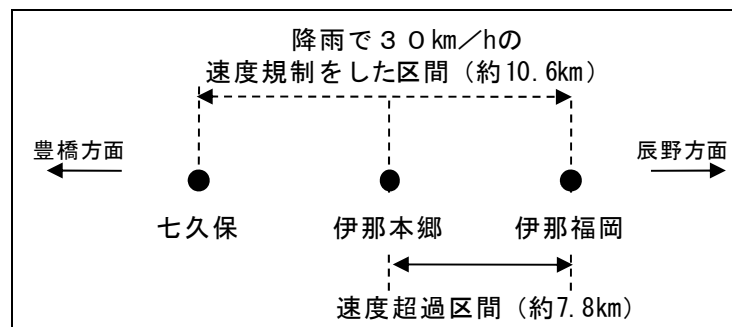 降雨で３０km／hの
速度規制をした区間（約10.6km）
豊橋方面
辰野方面
七久保
伊那本郷
伊那福岡
速度超過区間（約7.8km）